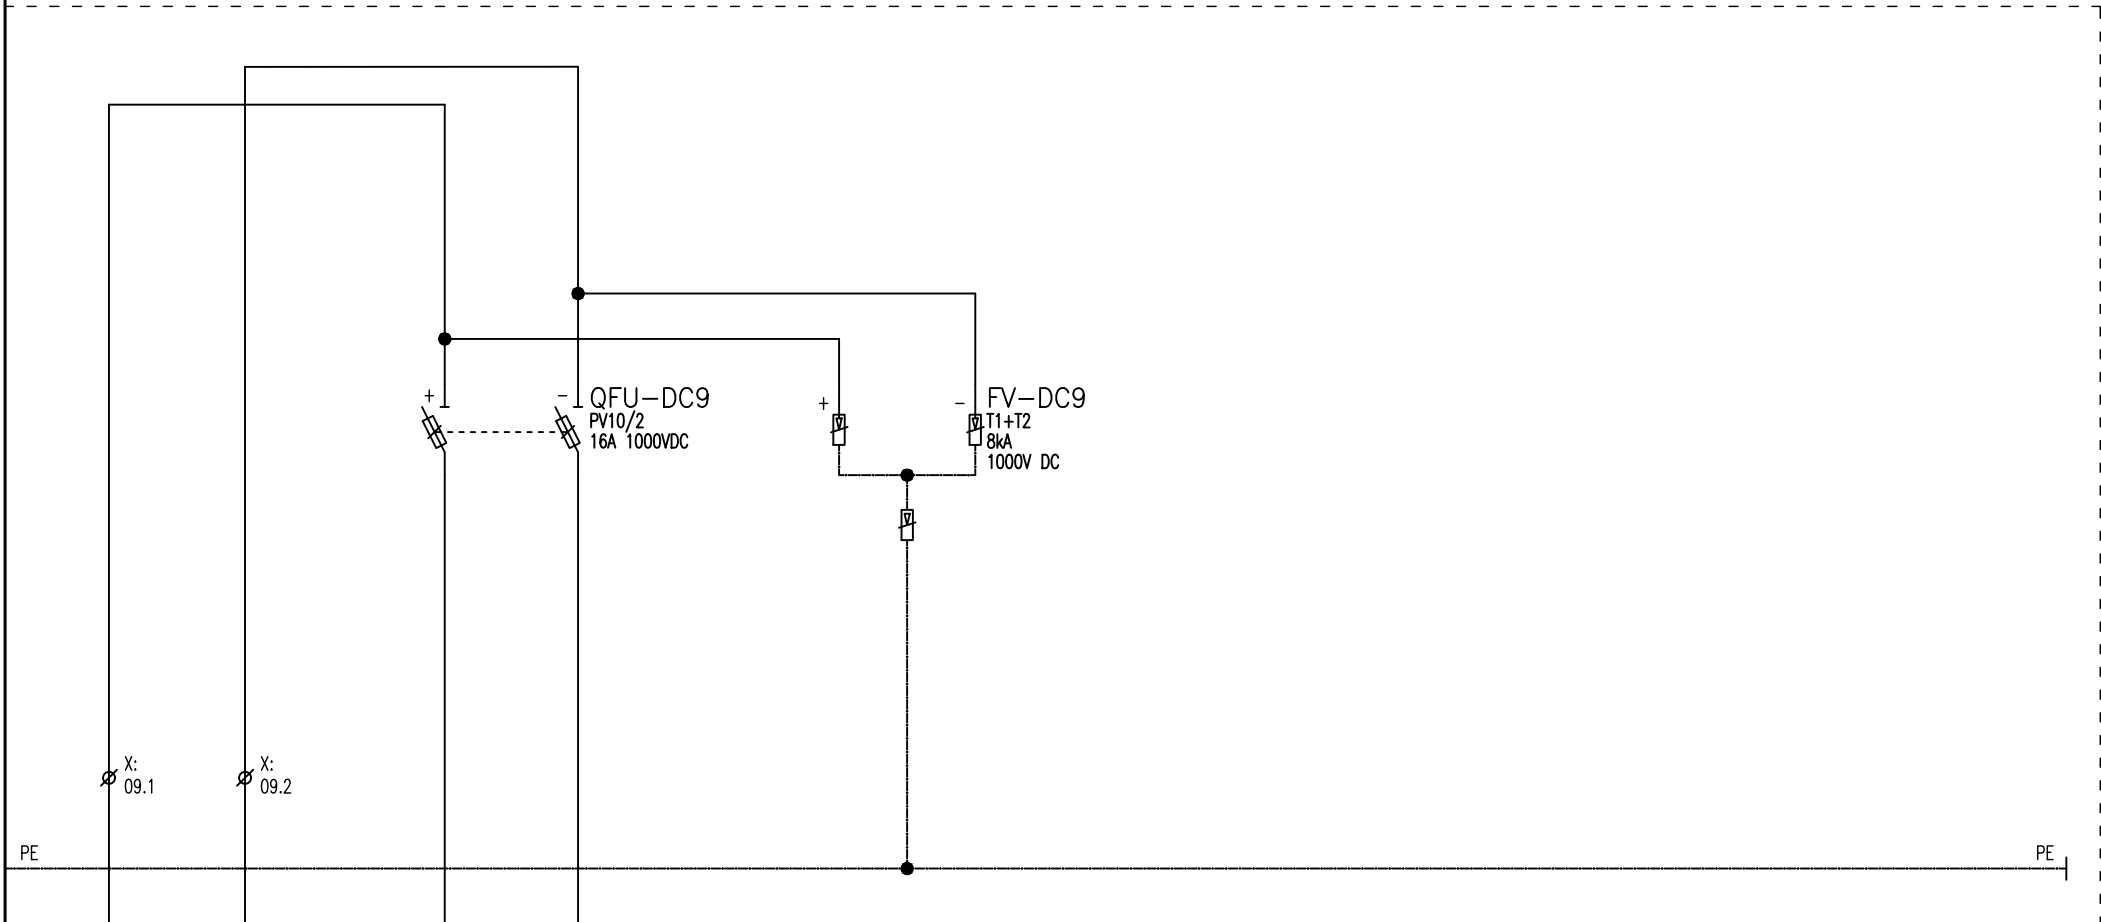 +
-
QFU-DC9
PV10/2
16A 1000VDC
+
-
FV-DC9
T1+T2
8kA
1000V DC
X:
09.1
X:
09.2
PE
PE